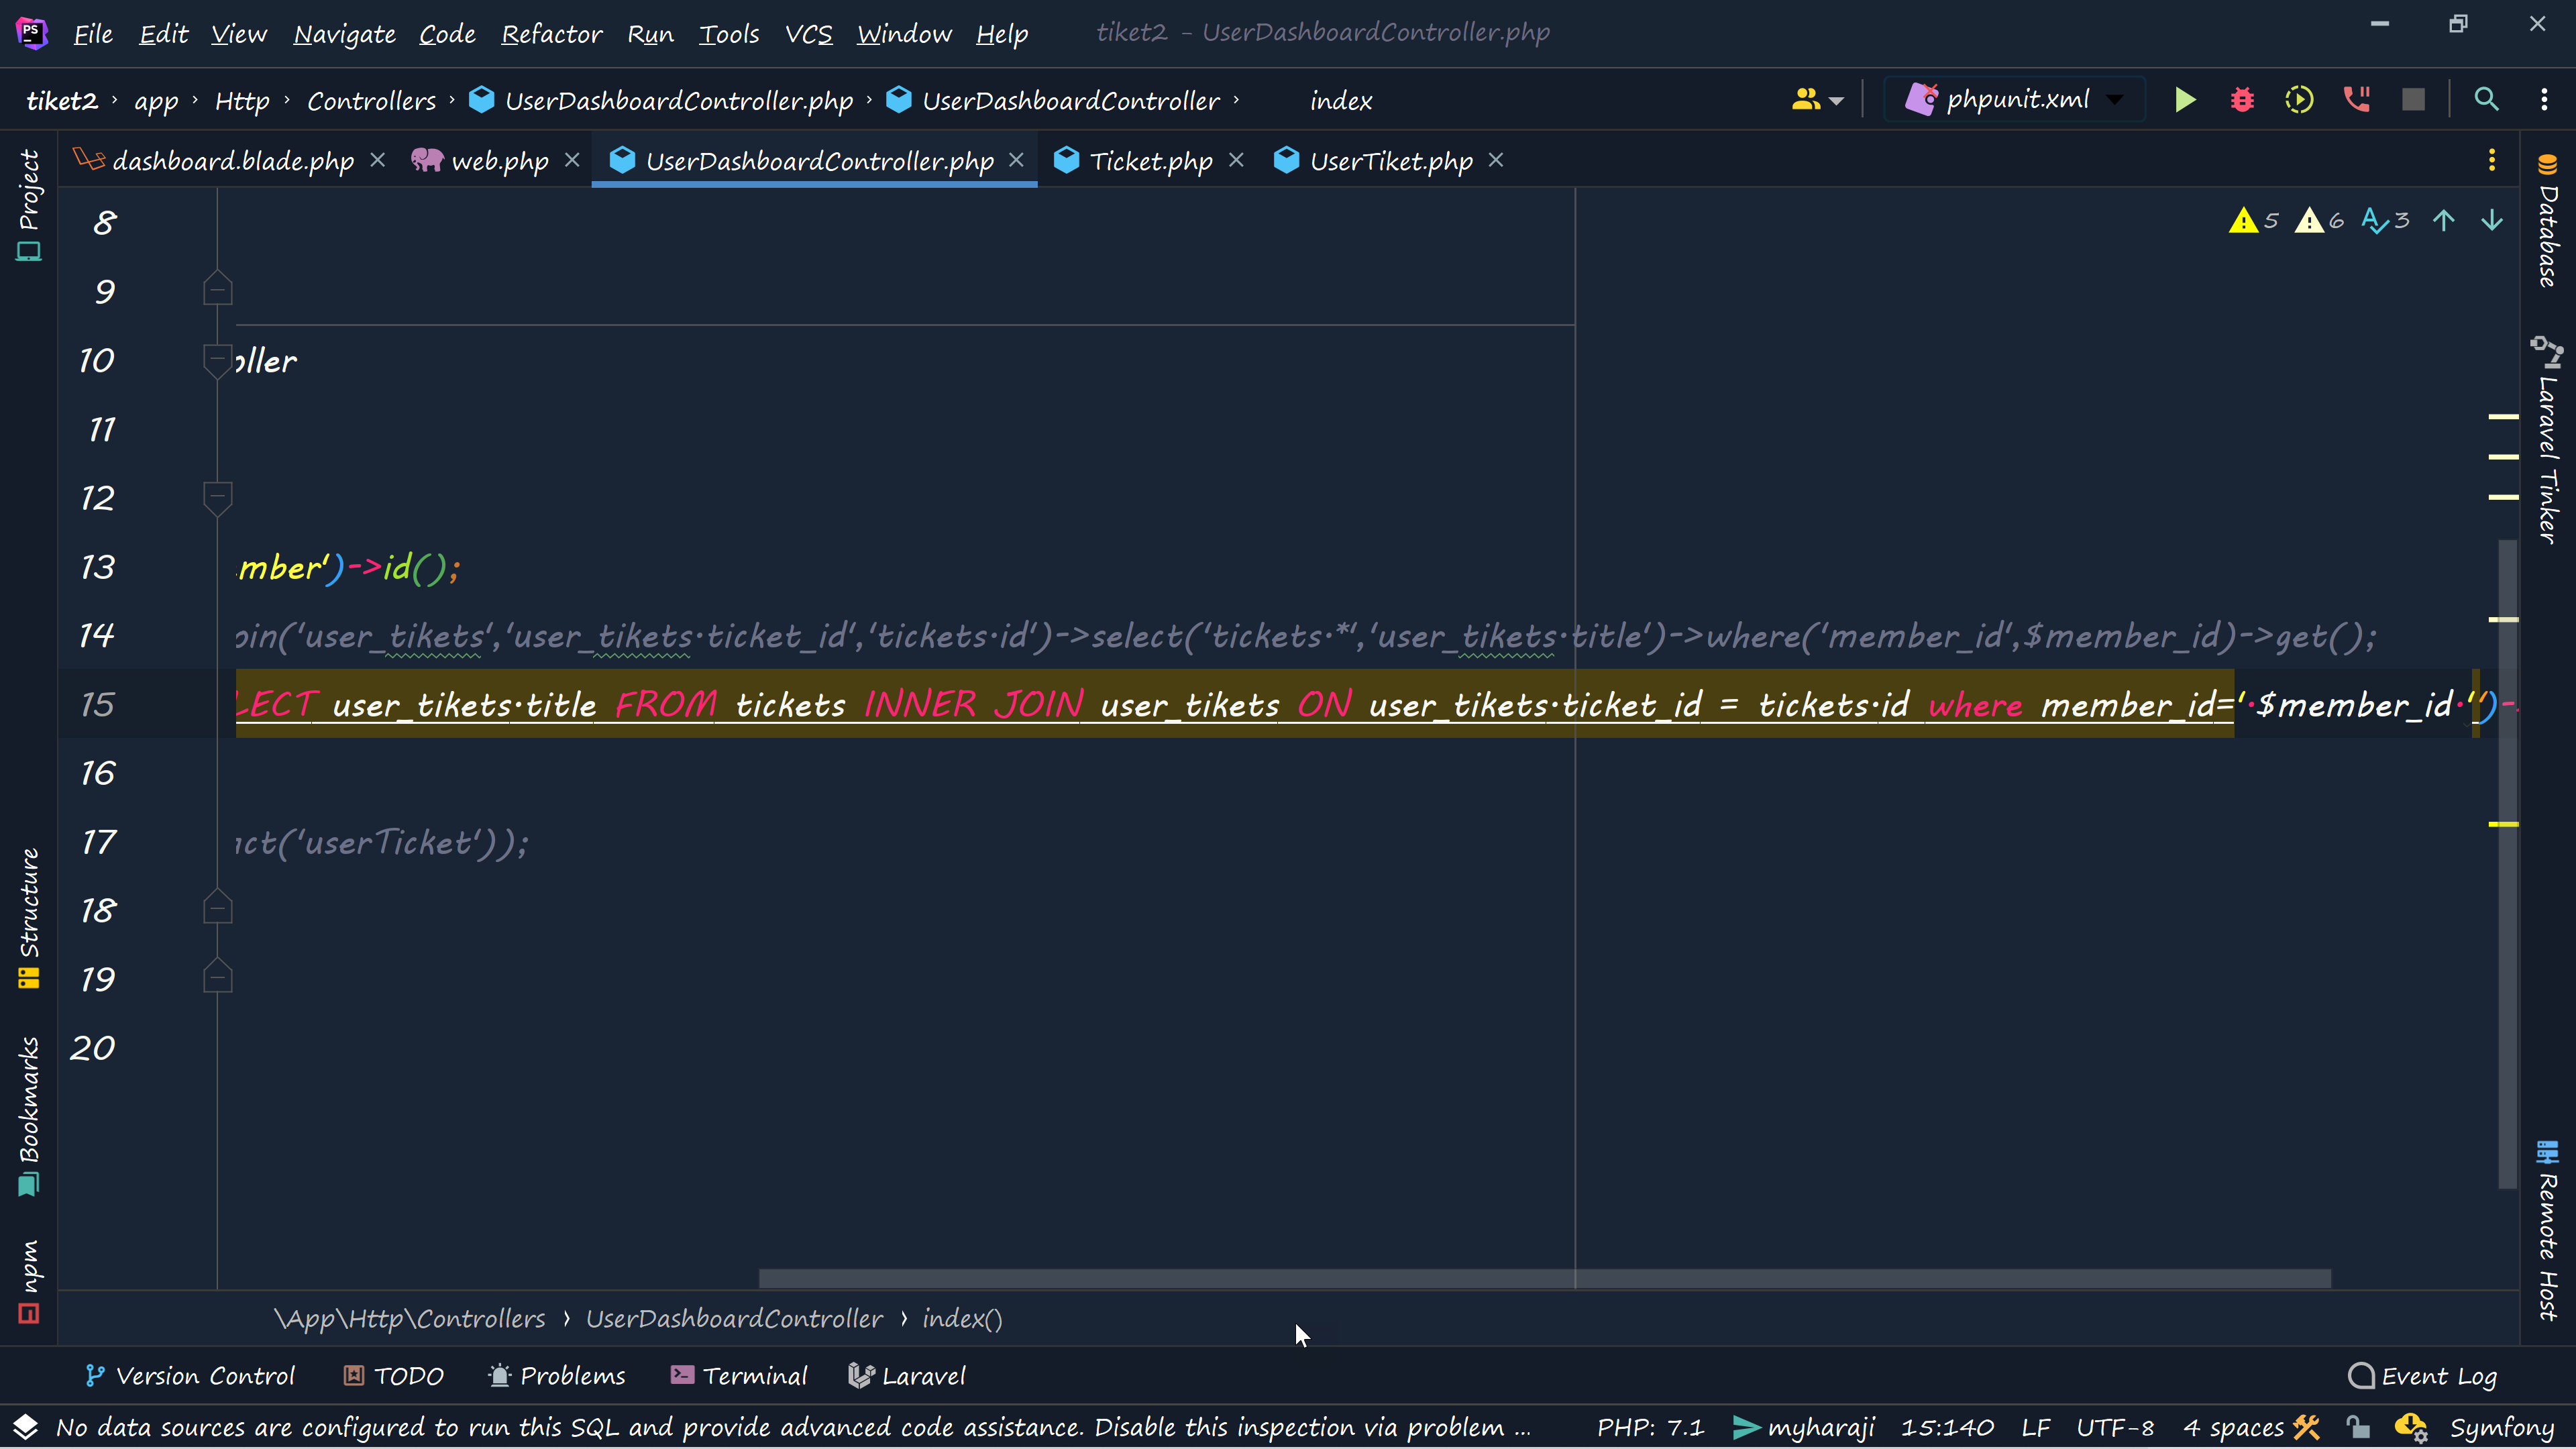 PS File Edit View Navigate Code Refactor Run Tools VCS Window Help tiket2 - UserDashboardController.php
tiket2 › app › Http › Controllers › UserDashboardController.php › UserDashboardController › index phpunit.xml
dashboard.blade.php web.php UserDashboardController.php Ticket.php UserTiket.php
5 6 3
8
9
10 oller
11
12
13 mber')->id();
14 oin('user_tikets','user_tikets.ticket_id','tickets.id')->select('tickets.*','user_tikets.title')->where('member_id',$member_id)->get();
15 LECT user_tikets.title FROM tickets INNER JOIN user_tikets ON user_tikets.ticket_id = tickets.id where member_id='.$member_id.'')-
16
17 act('userTicket'));
18
19
20
Project
Structure
Bookmarks
npm
Database
Laravel Tinker
Remote Host
\App\Http\Controllers › UserDashboardController › index()
Version Control TODO Problems Terminal Laravel Event Log
No data sources are configured to run this SQL and provide advanced code assistance. Disable this inspection via problem ... PHP: 7.1 myharaji 15:140 LF UTF-8 4 spaces Symfony